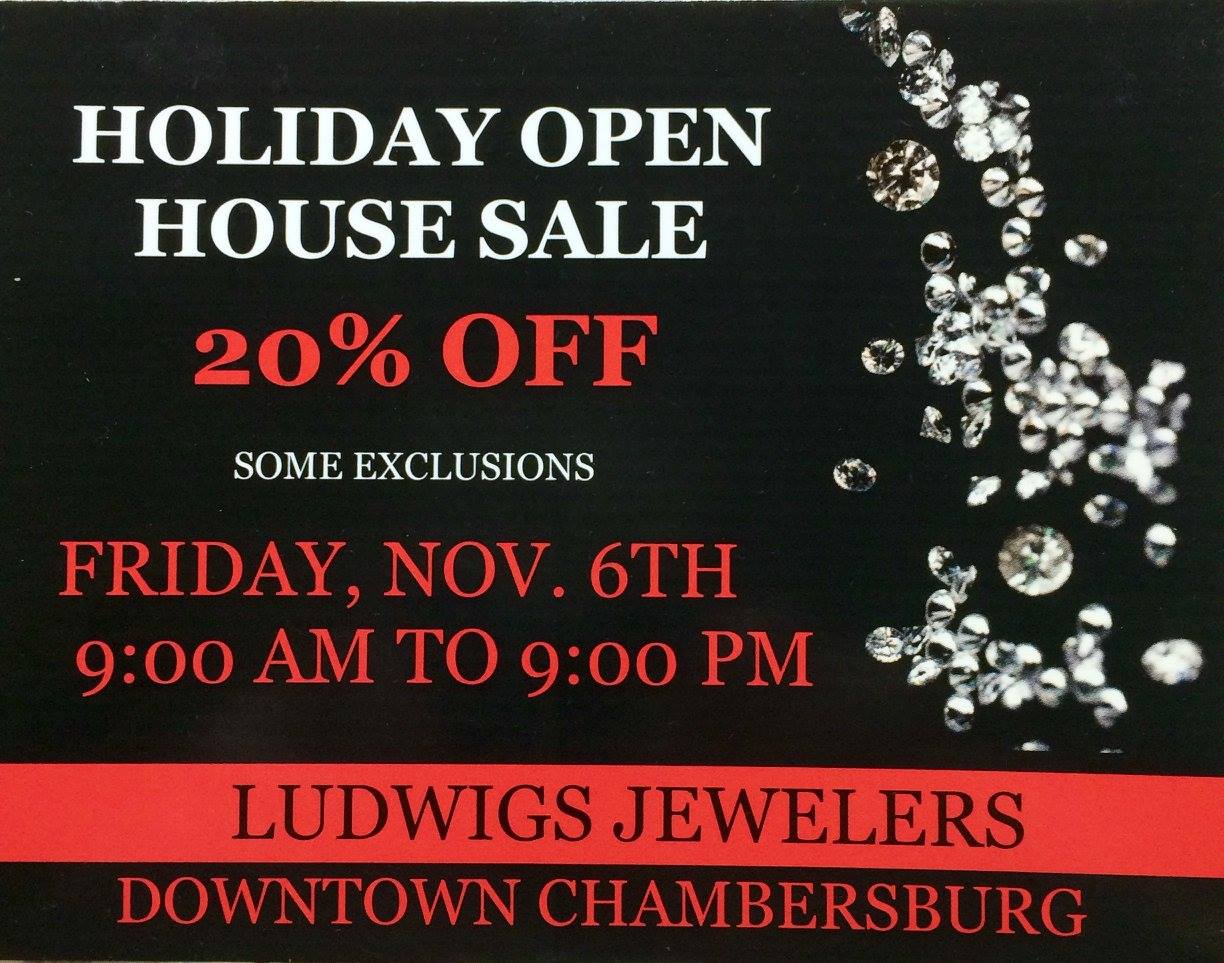 HOLIDAY OPEN
HOUSE SALE
20% OFF
SOME EXCLUSIONS
FRIDAY, NOV. 6TH
9:00 AM TO 9:00 PM
LUDWIGS JEWELERS
DOWNTOWN CHAMBERSBURG